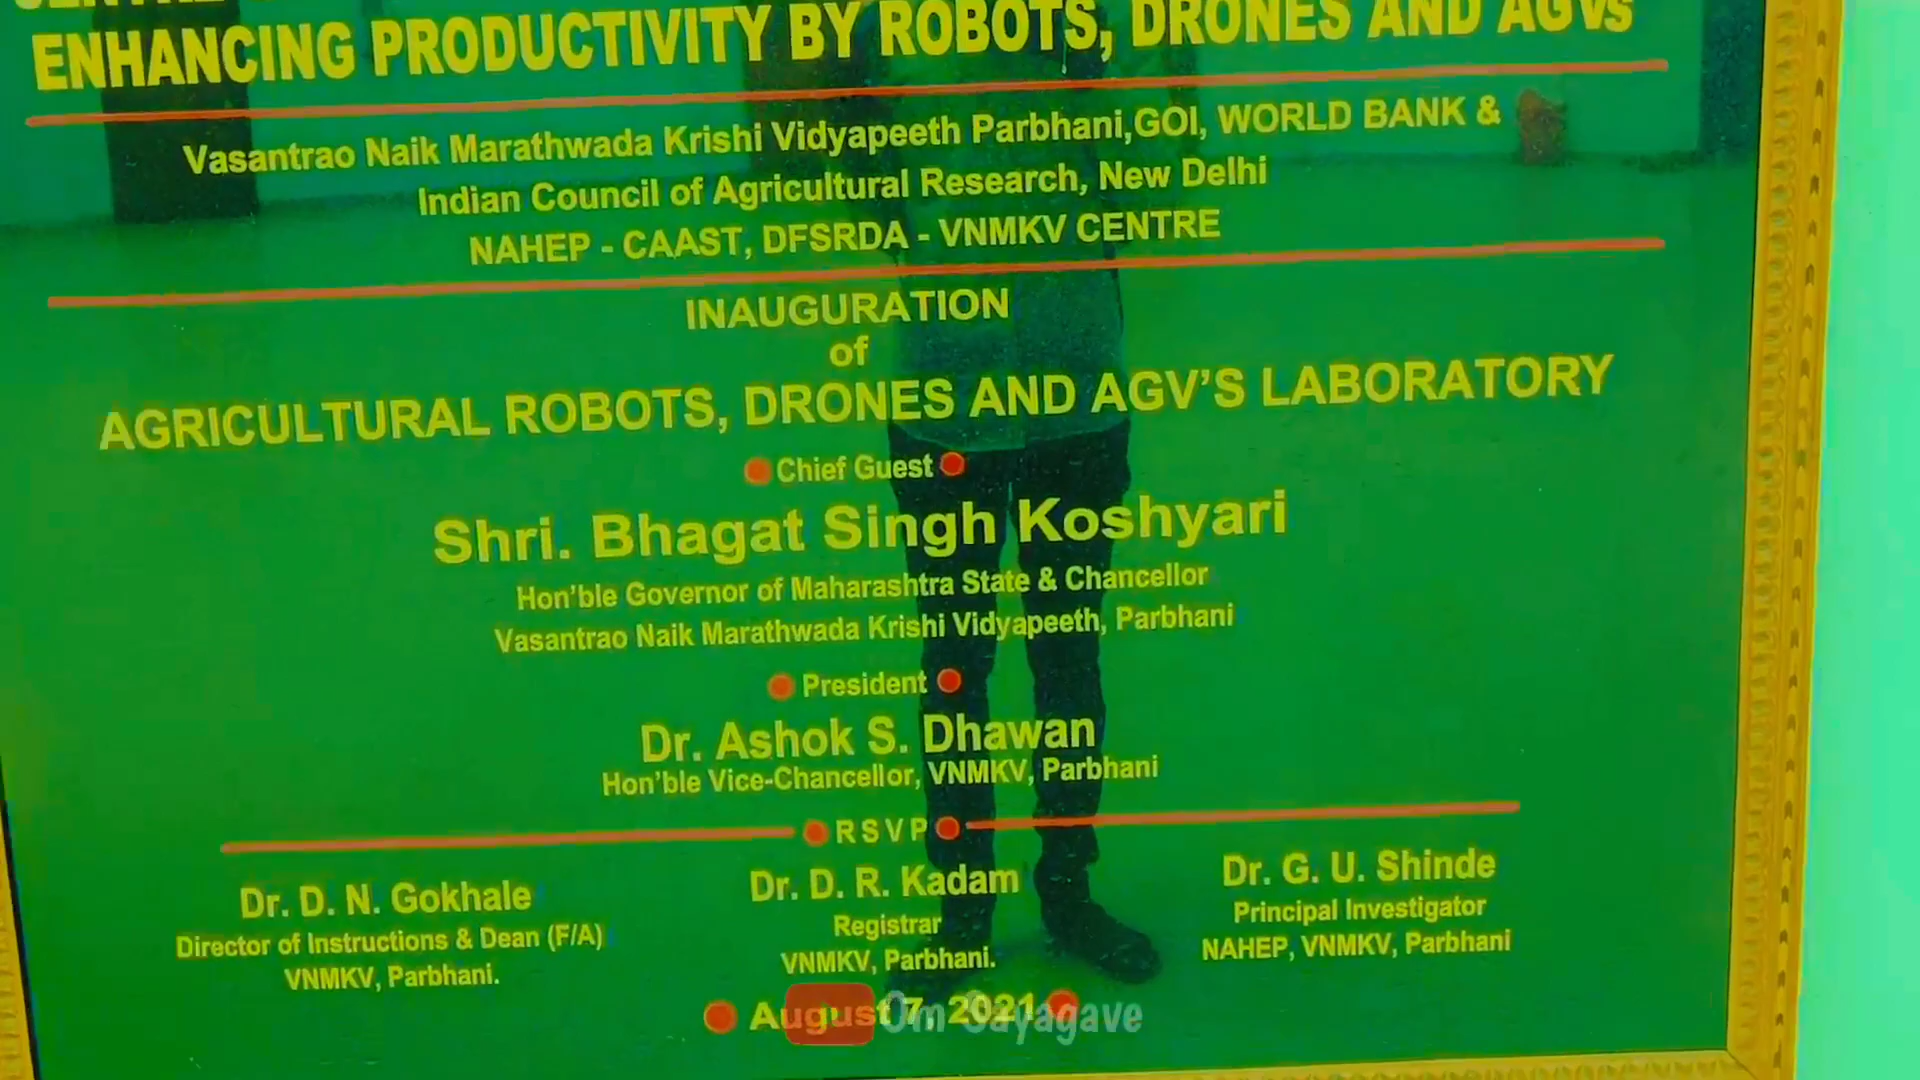 ENHANCING PRODUCTIVITY BY ROBOTS, DRONES AND AGVs
Vasantrao Naik Marathwada Krishi Vidyapeeth Parbhani,GOI, WORLD BANK &
Indian Council of Agricultural Research, New Delhi
NAHEP - CAAST, DFSRDA - VNMKV CENTRE
INAUGURATION
of
AGRICULTURAL ROBOTS, DRONES AND AGV'S LABORATORY
Chief Guest
Shri. Bhagat Singh Koshyari
Hon'ble Governor of Maharashtra State & Chancellor
Vasantrao Naik Marathwada Krishi Vidyapeeth, Parbhani
President
Dr. Ashok S. Dhawan
Hon'ble Vice-Chancellor, VNMKV, Parbhani
RSVP
Dr. D. N. Gokhale
Director of Instructions & Dean (F/A)
VNMKV, Parbhani.
Dr. D. R. Kadam
Registrar
VNMKV, Parbhani.
Dr. G. U. Shinde
Principal Investigator
NAHEP, VNMKV, Parbhani
August 7, 2021
Om Sayagave